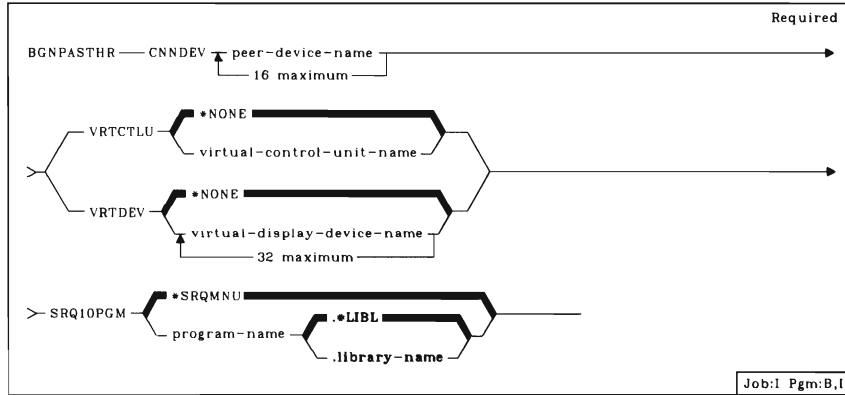 Required
BGNPASTHR CNNDEV peer-device-name
16 maximum
*NONE
VRTCTLU
virtual-control-unit-name
*NONE
VRTDEV
virtual-display-device-name
32 maximum
*SRQMNU
SRQ10PGM .*LIBL
program-name
.library-name
Job:I Pgm:B,I